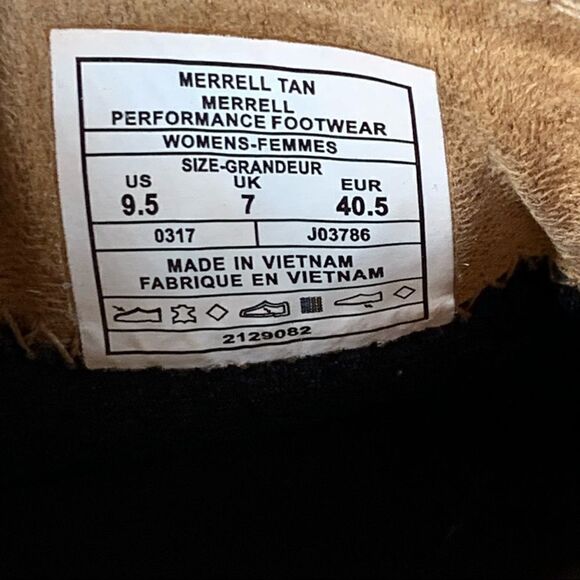 MERRELL TAN
MERRELL
PERFORMANCE FOOTWEAR
WOMENS-FEMMES
SIZE-GRANDEUR
US UK EUR
9.5 7 40.5
0317 J03786
MADE IN VIETNAM
FABRIQUE EN VIETNAM
2129082